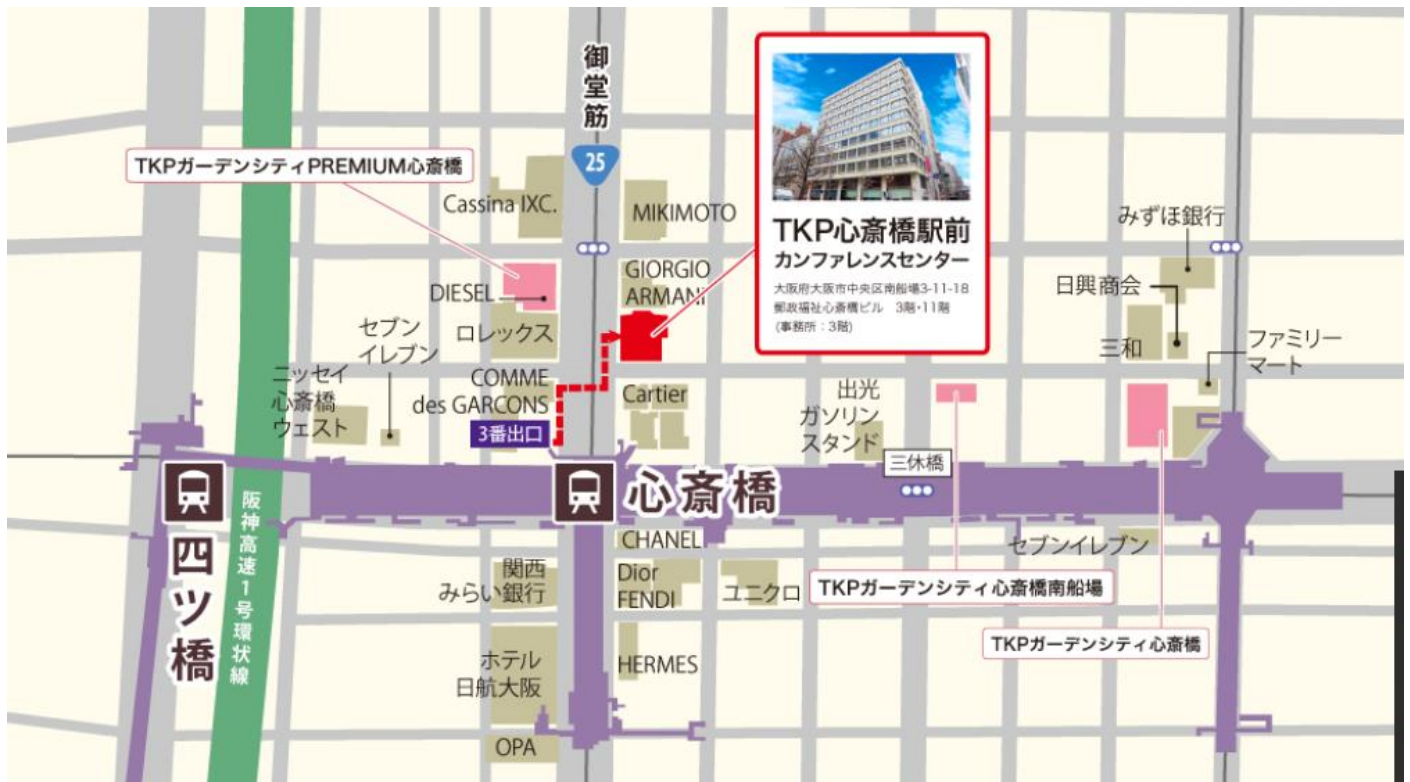 御堂筋
25
TKPガーデンシティPREMIUM心斎橋
Cassina IXC.
MIKIMOTO
TKP心斎橋駅前
カンファレンスセンター
大阪府大阪市中央区南船場3-11-18
郵政福祉心斎橋ビル 3階・11階
(事務所：3階)
みずほ銀行
GIORGIO
ARMANI
DIESEL
日興商会
セブン
イレブン
ロレックス
三和
ファミリー
マート
ニッセイ
心斎橋
ウェスト
COMME
des GARCONS
Cartier
出光
ガソリン
スタンド
3番出口
三休橋
心斎橋
四ツ橋
阪神高速1号環状線
CHANEL
セブンイレブン
関西
みらい銀行
Dior
FENDI
ユニクロ
TKPガーデンシティ心斎橋南船場
TKPガーデンシティ心斎橋
ホテル
日航大阪
HERMES
OPA